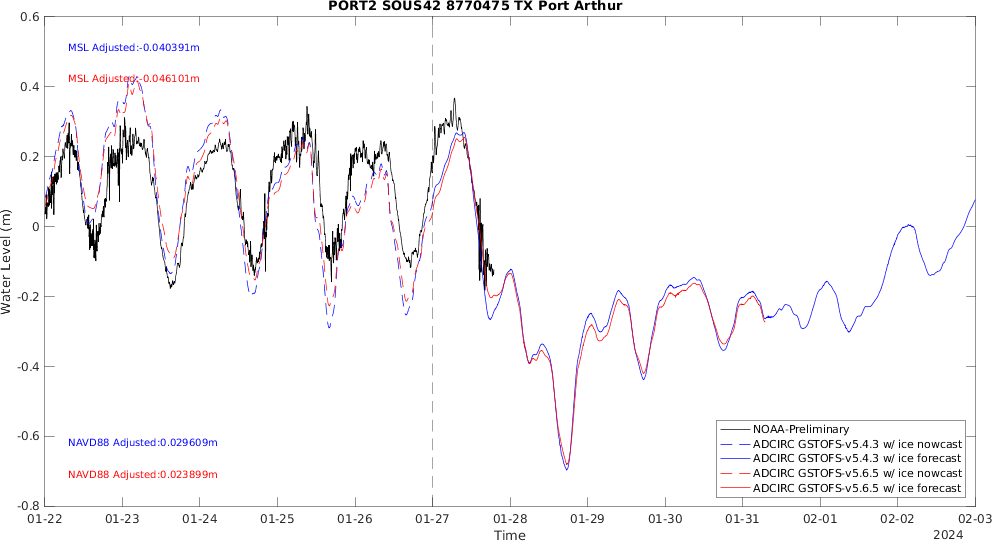 PORT2 SOUS42 8770475 TX Port Arthur
0.6
MSL Adjusted:-0.040391m
MSL Adjusted:-0.046101m
0.4
0.2
0
-0.2
-0.4
-0.6
-0.8
Water Level (m)
NAVD88 Adjusted:0.029609m
NAVD88 Adjusted:0.023899m
NOAA-Preliminary
ADCIRC GSTOFS-v5.4.3 w/ ice nowcast
ADCIRC GSTOFS-v5.4.3 w/ ice forecast
ADCIRC GSTOFS-v5.6.5 w/ ice nowcast
ADCIRC GSTOFS-v5.6.5 w/ ice forecast
01-22 01-23 01-24 01-25 01-26 01-27 01-28 01-29 01-30 01-31 02-01 02-02 02-03
Time
2024